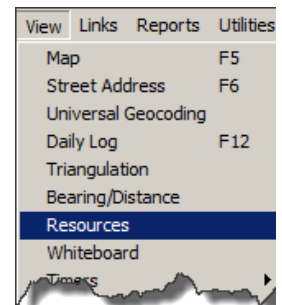 View Links Reports Utilities
Map F5
Street Address F6
Universal Geocoding
Daily Log F12
Triangulation
Bearing/Distance
Resources
Whiteboard
Timers